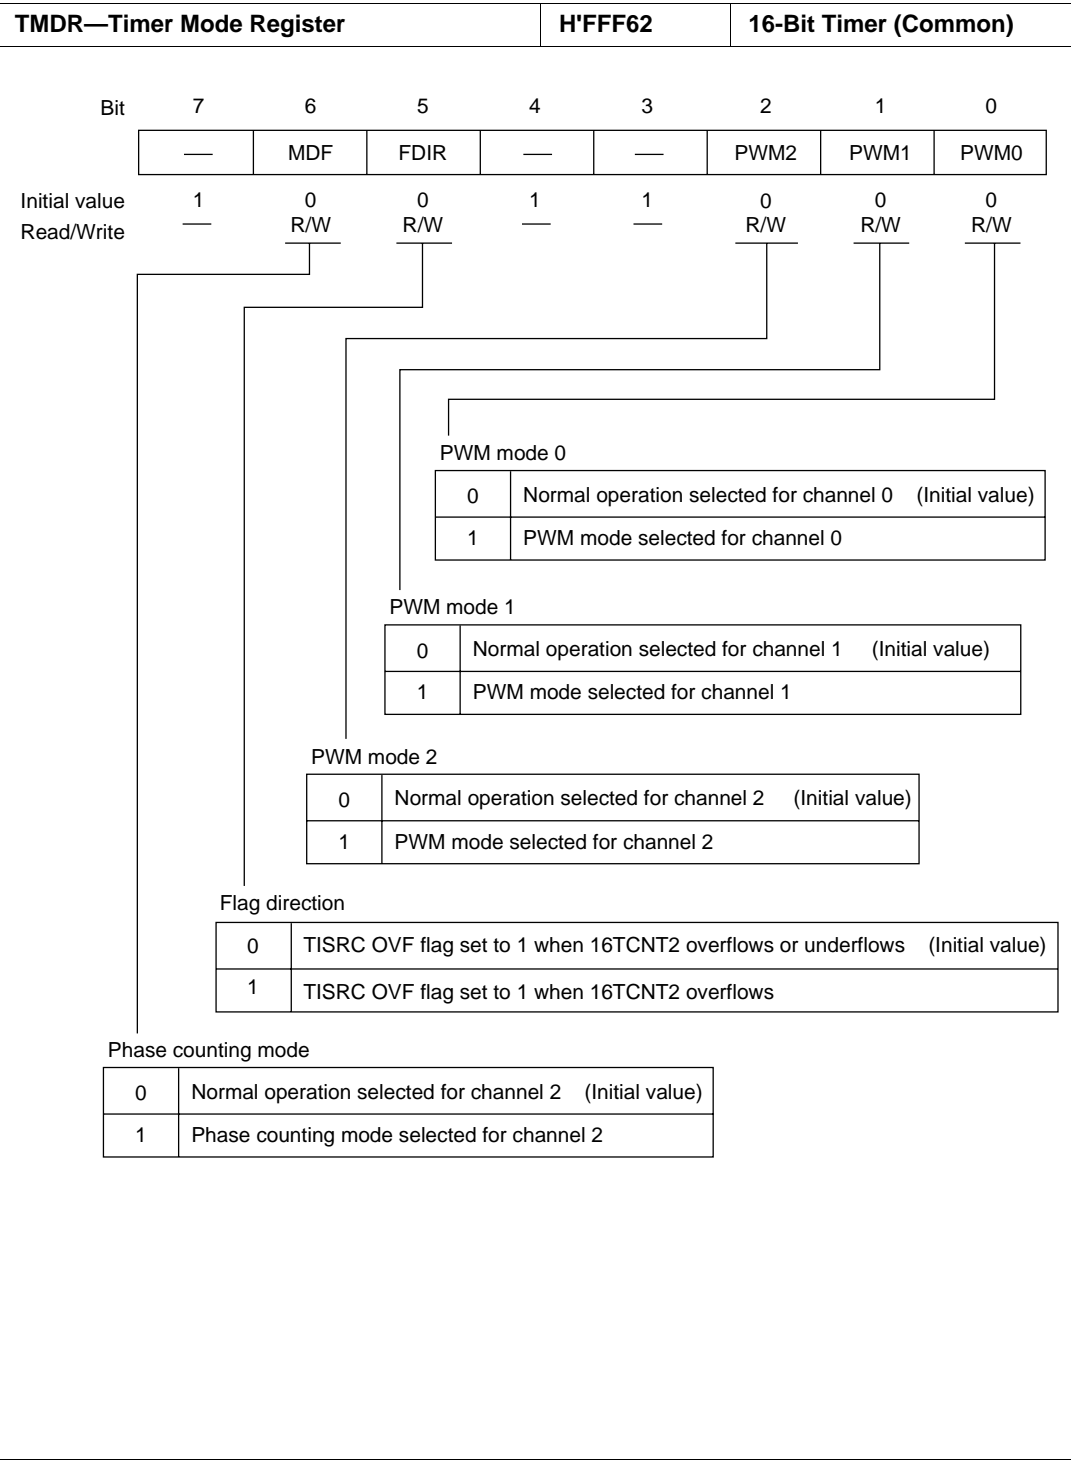 TMDR—Timer Mode Register H'FFF62 16-Bit Timer (Common)
Bit 7 6 5 4 3 2 1 0
— MDF FDIR — — PWM2 PWM1 PWM0
Initial value 1 0 0 1 1 0 0 0
Read/Write — R/W R/W — — R/W R/W R/W
PWM mode 0
0 Normal operation selected for channel 0 (Initial value)
1 PWM mode selected for channel 0
PWM mode 1
0 Normal operation selected for channel 1 (Initial value)
1 PWM mode selected for channel 1
PWM mode 2
0 Normal operation selected for channel 2 (Initial value)
1 PWM mode selected for channel 2
Flag direction
0 TISRC OVF flag set to 1 when 16TCNT2 overflows or underflows (Initial value)
1 TISRC OVF flag set to 1 when 16TCNT2 overflows
Phase counting mode
0 Normal operation selected for channel 2 (Initial value)
1 Phase counting mode selected for channel 2